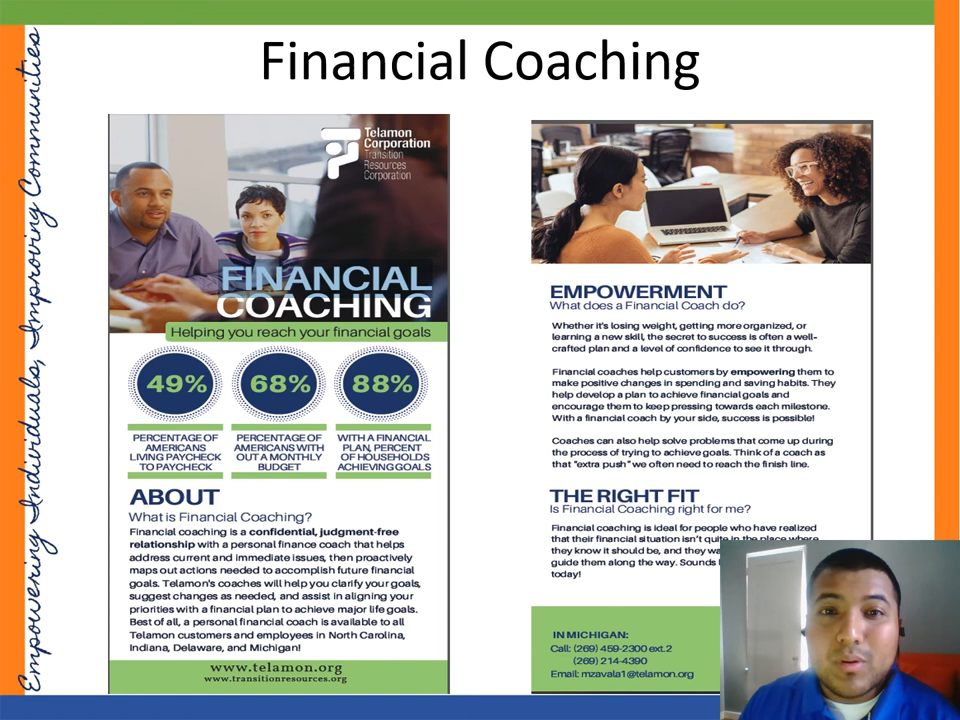 Financial Coaching
Empowering Individuals, Improving Communities
Telamon
Corporation
Transition
Resources
Corporation
FINANCIAL
COACHING
Helping you reach your financial goals
49%
68%
88%
PERCENTAGE OF
AMERICANS
LIVING PAYCHECK
TO PAYCHECK
PERCENTAGE OF
AMERICANS WITH
OUT A MONTHLY
BUDGET
WITH A FINANCIAL
PLAN, PERCENT
OF HOUSEHOLDS
ACHIEVING GOALS
ABOUT
What is Financial Coaching?
Financial coaching is a confidential, judgment-free
relationship with a personal finance coach that helps
address current and immediate issues, then proactively
maps out actions needed to accomplish future financial
goals. Telamon's coaches will help you clarify your goals,
suggest changes as needed, and assist in aligning your
priorities with a financial plan to achieve major life goals.
Best of all, a personal financial coach is available to all
Telamon customers and employees in North Carolina,
Indiana, Delaware, and Michigan!
www.telamon.org
www.transitionresources.org
EMPOWERMENT
What does a Financial Coach do?
Whether it's losing weight, getting more organized, or
learning a new skill, the secret to success is often a well-
crafted plan and a level of confidence to see it through.
Financial coaches help customers by empowering them to
make positive changes in spending and saving habits. They
help develop a plan to achieve financial goals and
encourage them to keep pressing towards each milestone.
With a financial coach by your side, success is possible!
Coaches can also help solve problems that come up during
the process of trying to achieve goals. Think of a coach as
that "extra push" we often need to reach the finish line.
THE RIGHT FIT
Is Financial Coaching right for me?
Financial coaching is ideal for people who have realized
that their financial situation isn't quite in the place where
they know it should be, and they
guide them along the way. Sounds
today!
IN MICHIGAN:
Call: (269) 459-2300 ext.2
(269) 214-4390
Email: mzavala1@telamon.org